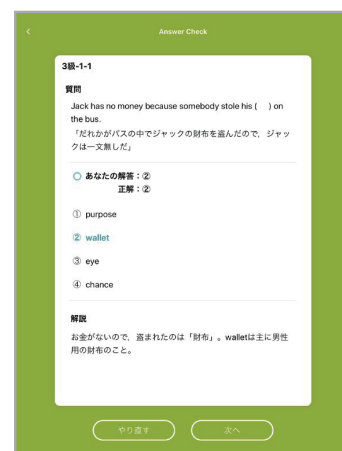 Answer Check
3級-1-1
質問
Jack has no money because somebody stole his (　) on
the bus.
「だれかがバスの中でジャックの財布を盗んだので，ジャッ
クは一文無しだ」
あなたの解答：②
正解：②
① purpose
② wallet
③ eye
④ chance
解説
お金がないので，盗まれたのは「財布」。walletは主に男性
用の財布のこと。
やり直す
次へ